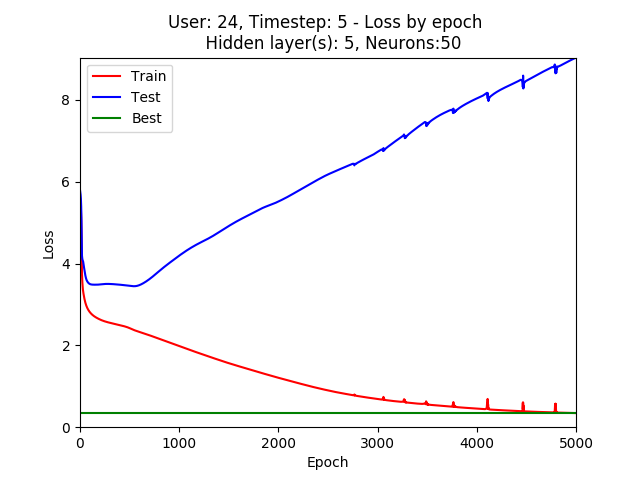 User: 24, Timestep: 5 - Loss by epoch
Hidden layer(s): 5, Neurons:50
Train
Test
Best
8
6
4
2
0
Loss
0 1000 2000 3000 4000 5000
Epoch